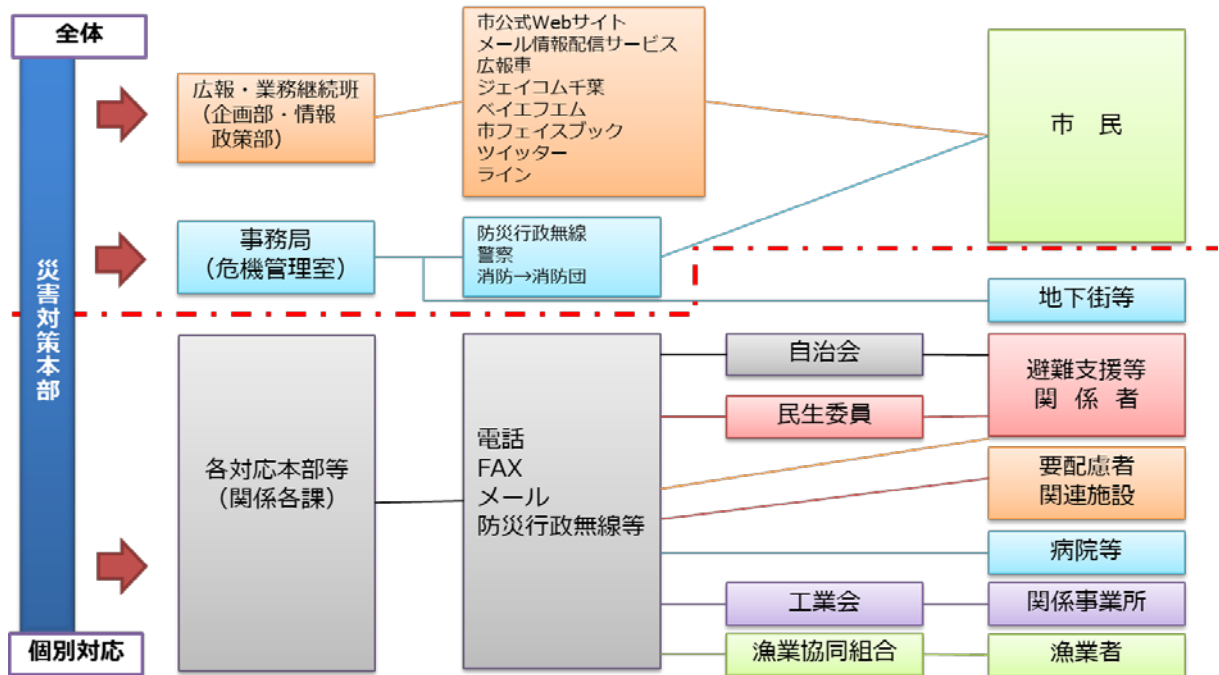 全体
災害対策本部
個別対応
広報・業務継続班
（企画部・情報
政策部）
市公式Webサイト
メール情報配信サービス
広報車
ジェイコム千葉
ベイエフエム
市フェイスブック
ツイッター
ライン
市　民
事務局
（危機管理室）
防災行政無線
警察
消防→消防団
地下街等
各対応本部等
（関係各課）
電話
FAX
メール
防災行政無線等
自治会
民生委員
避難支援等
関　係　者
要配慮者
関連施設
病院等
工業会
関係事業所
漁業協同組合
漁業者